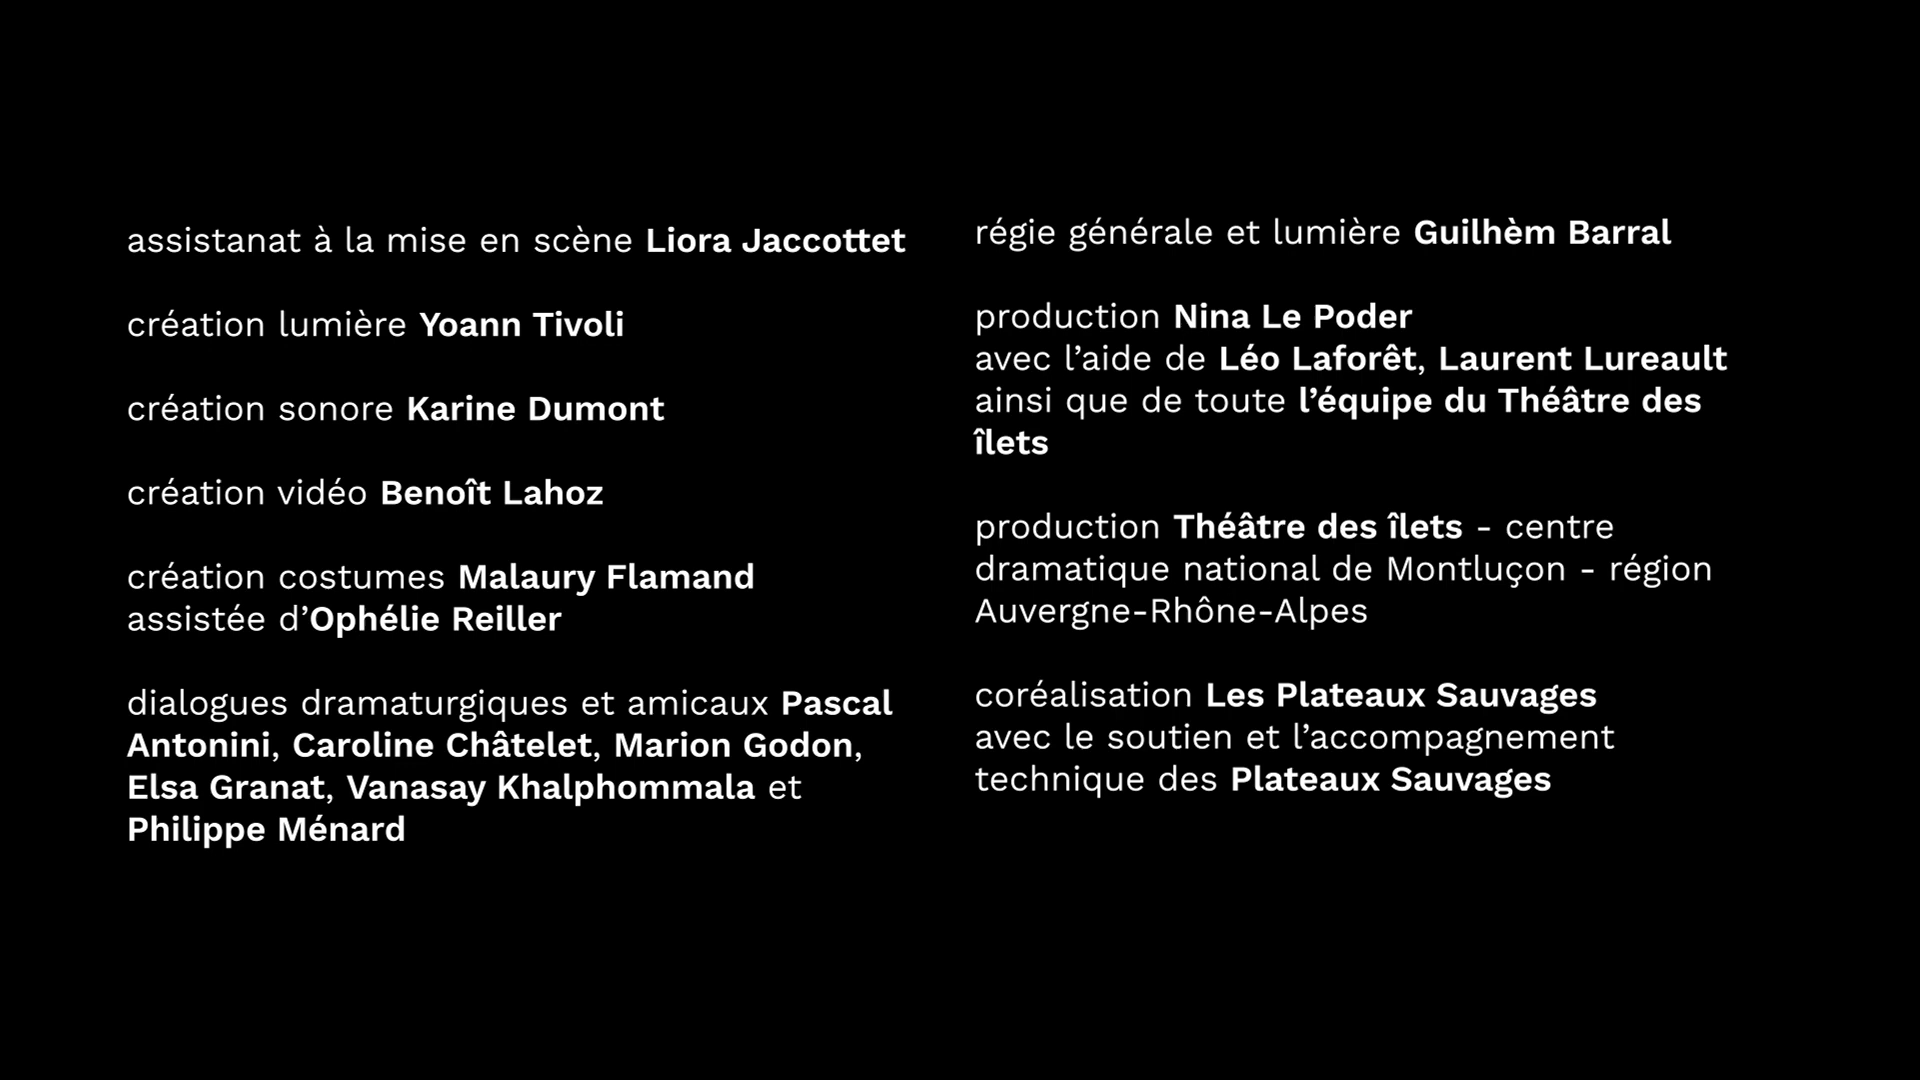 assistanat à la mise en scène Liora Jaccottet
création lumière Yoann Tivoli
création sonore Karine Dumont
création vidéo Benoît Lahoz
création costumes Malaury Flamand
assistée d’Ophélie Reiller
dialogues dramaturgiques et amicaux Pascal
Antonini, Caroline Châtelet, Marion Godon,
Elsa Granat, Vanasay Khalphommala et
Philippe Ménard
régie générale et lumière Guilhèm Barral
production Nina Le Poder
avec l’aide de Léo Laforêt, Laurent Lureault
ainsi que de toute l’équipe du Théâtre des
îlets
production Théâtre des îlets - centre
dramatique national de Montluçon - région
Auvergne-Rhône-Alpes
coréalisation Les Plateaux Sauvages
avec le soutien et l’accompagnement
technique des Plateaux Sauvages